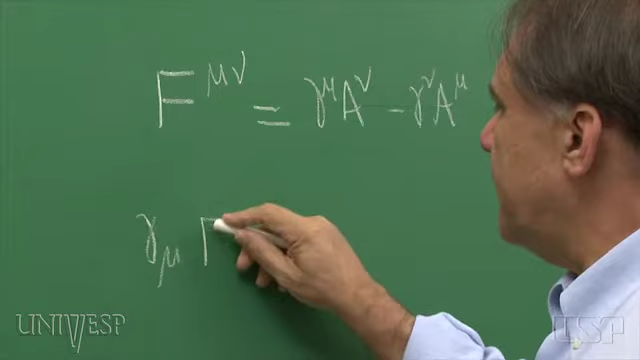 F^{μν} = ∂^μ A^ν - ∂^ν A^μ
∂_μ F
UNIVESP
USP